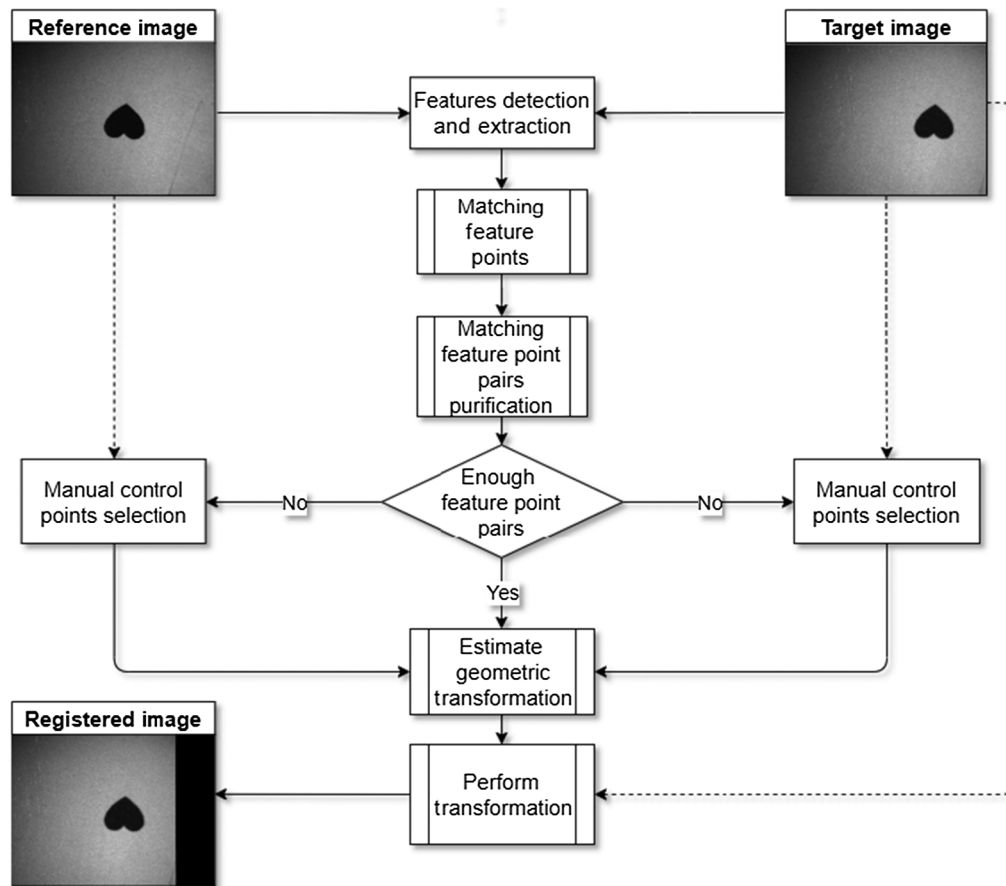 Reference image
Target image
Features detection
and extraction
Matching
feature
points
Matching
feature point
pairs
purification
Enough
feature point
pairs
No
No
Manual control
points selection
Manual control
points selection
Yes
Estimate
geometric
transformation
Registered image
Perform
transformation